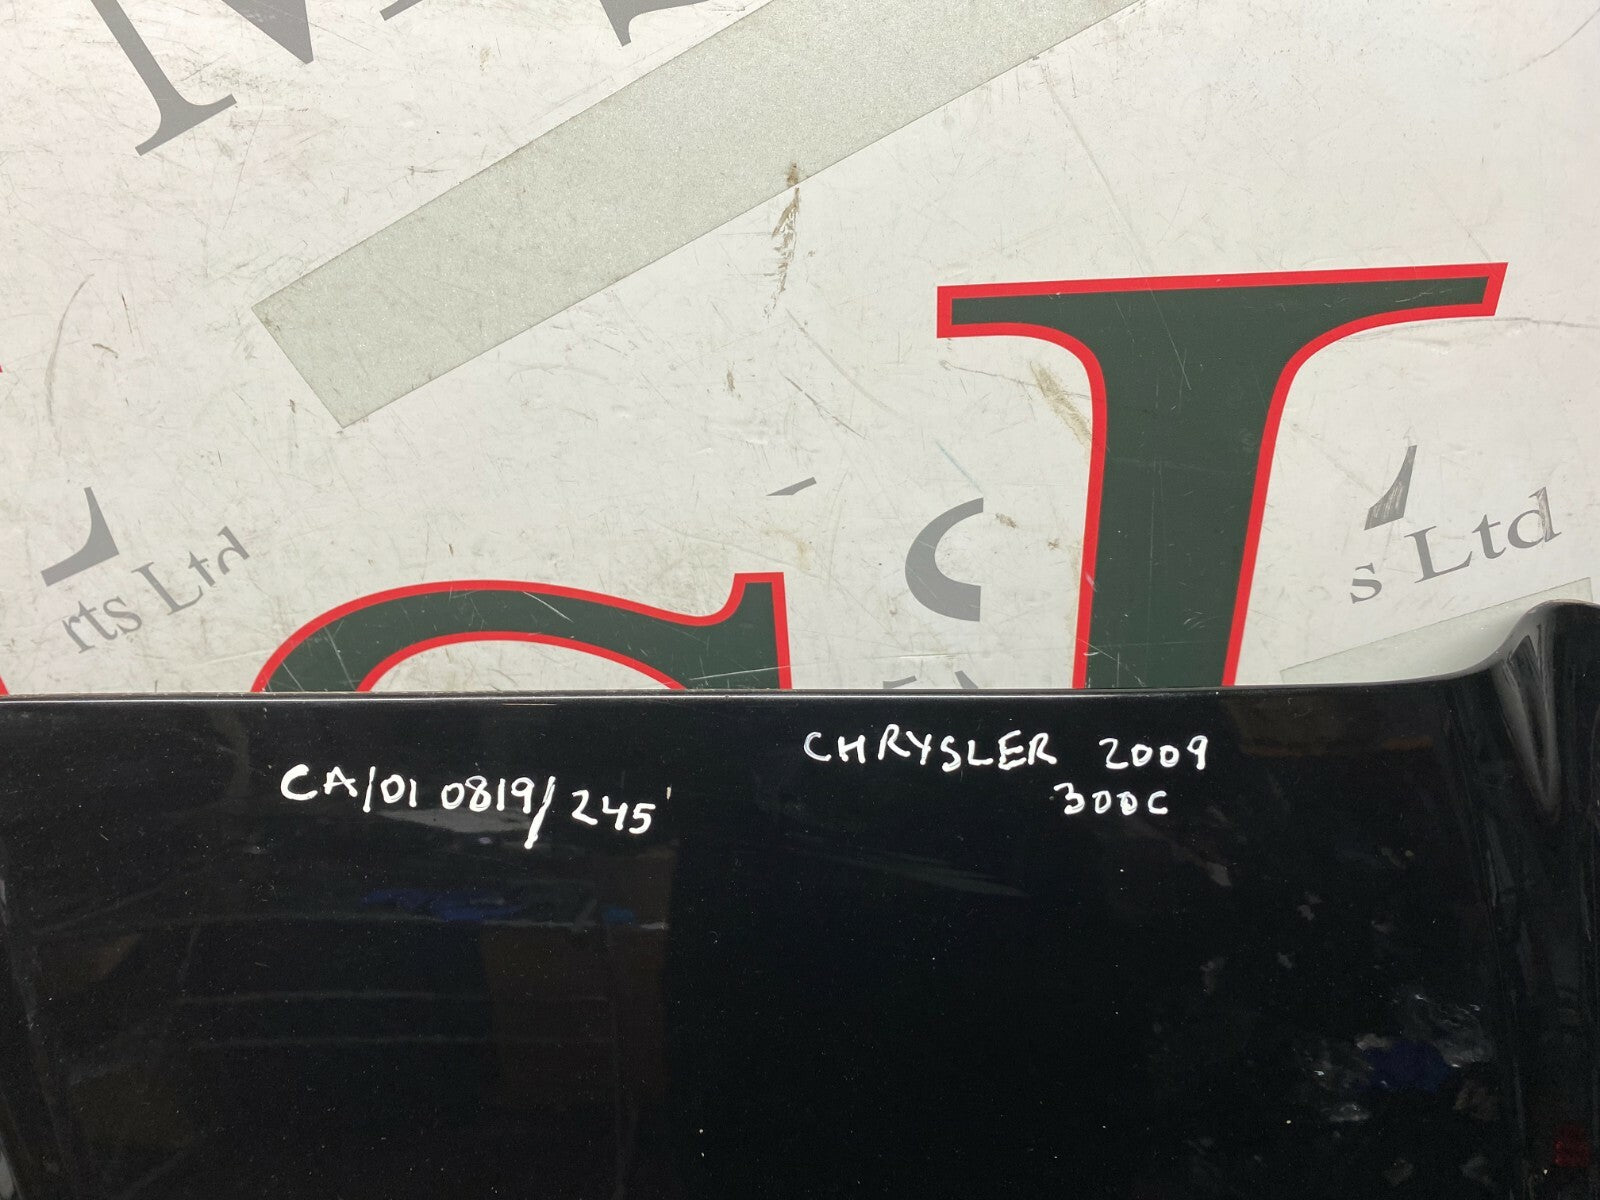 rts Ltd
s Ltd
CHRYSLER 2009
300C
CA/01 0819/245